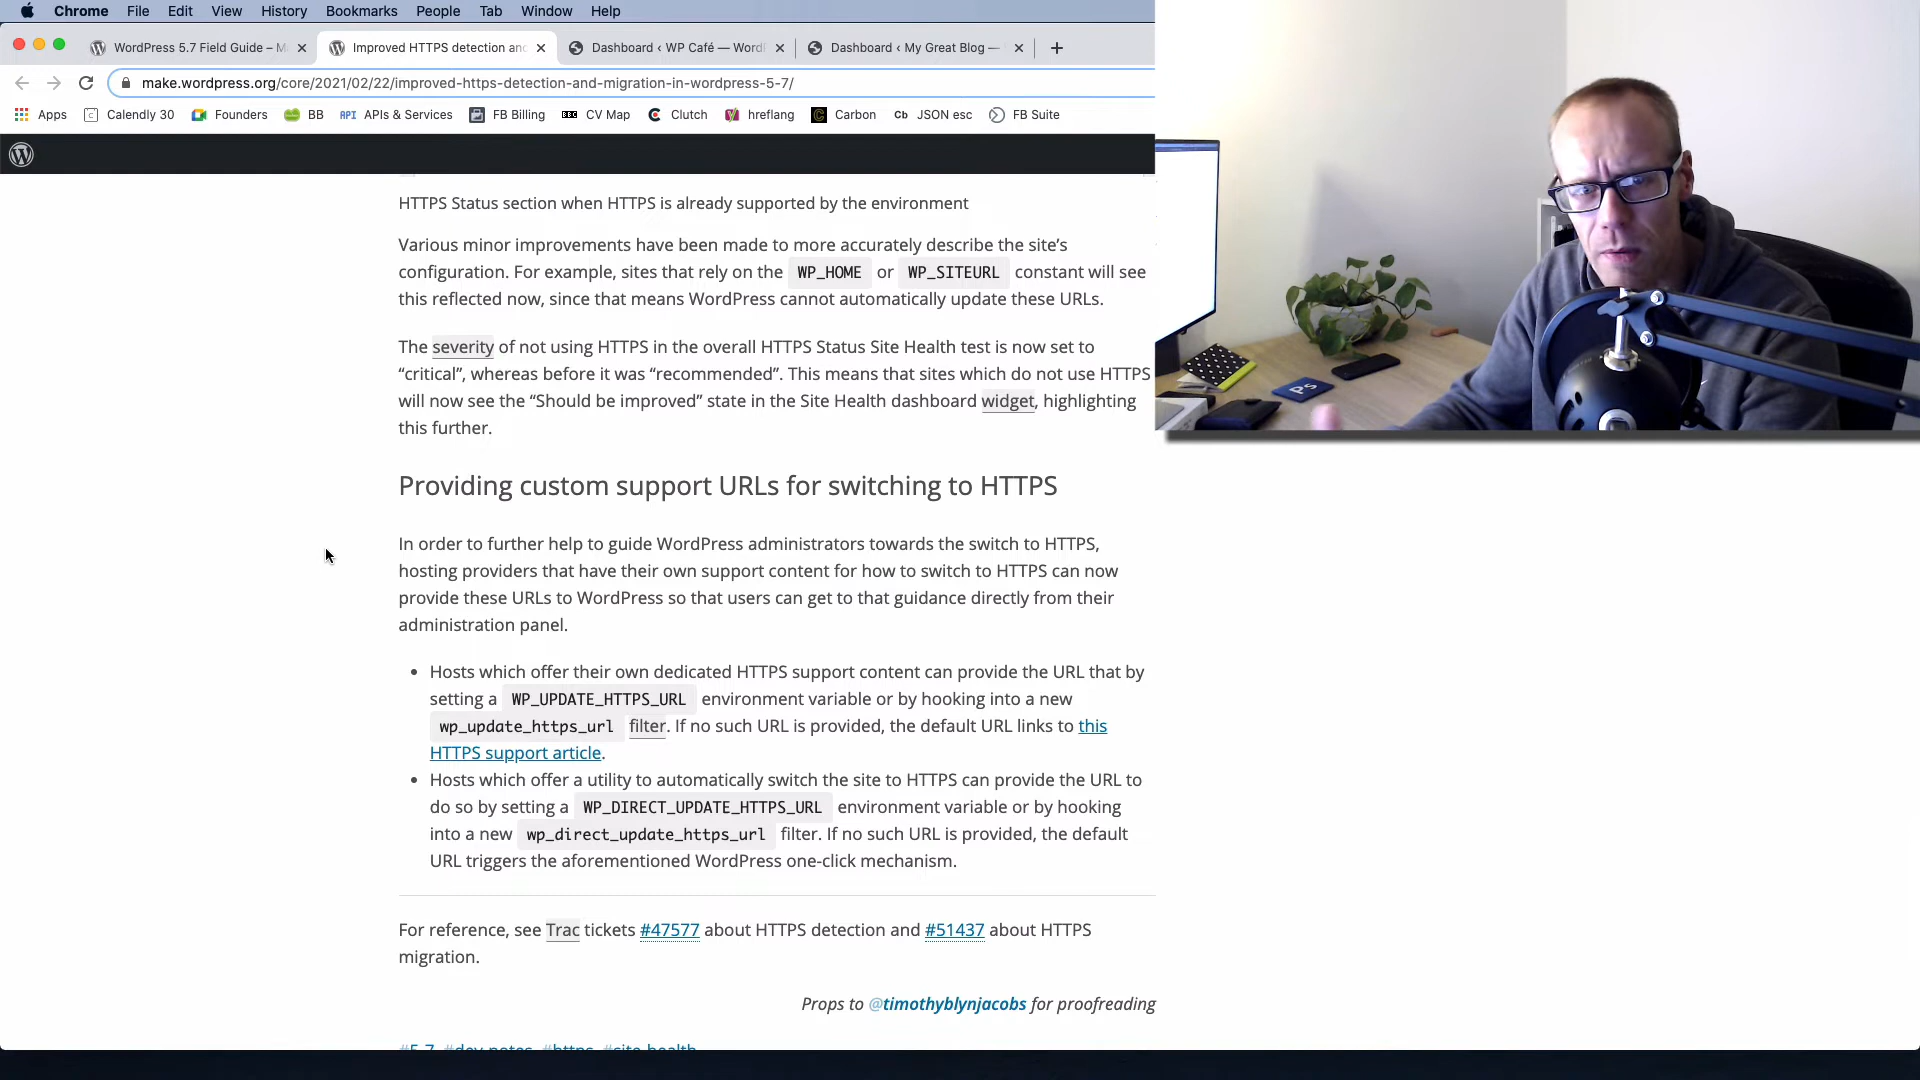 Chrome File Edit View History Bookmarks People Tab Window Help
WordPress 5.7 Field Guide – M
Improved HTTPS detection and
Dashboard ‹ WP Café — WordP
Dashboard ‹ My Great Blog —
make.wordpress.org/core/2021/02/22/improved-https-detection-and-migration-in-wordpress-5-7/
Apps Calendly 30 Founders BB API APIs & Services FB Billing BBC CV Map Clutch hreflang Carbon Cb JSON esc FB Suite
HTTPS Status section when HTTPS is already supported by the environment
Various minor improvements have been made to more accurately describe the site’s
configuration. For example, sites that rely on the WP_HOME or WP_SITEURL constant will see
this reflected now, since that means WordPress cannot automatically update these URLs.
The severity of not using HTTPS in the overall HTTPS Status Site Health test is now set to
“critical”, whereas before it was “recommended”. This means that sites which do not use HTTPS
will now see the “Should be improved” state in the Site Health dashboard widget, highlighting
this further.
Providing custom support URLs for switching to HTTPS
In order to further help to guide WordPress administrators towards the switch to HTTPS,
hosting providers that have their own support content for how to switch to HTTPS can now
provide these URLs to WordPress so that users can get to that guidance directly from their
administration panel.
• Hosts which offer their own dedicated HTTPS support content can provide the URL that by
setting a WP_UPDATE_HTTPS_URL environment variable or by hooking into a new
wp_update_https_url filter. If no such URL is provided, the default URL links to this
HTTPS support article.
• Hosts which offer a utility to automatically switch the site to HTTPS can provide the URL to
do so by setting a WP_DIRECT_UPDATE_HTTPS_URL environment variable or by hooking
into a new wp_direct_update_https_url filter. If no such URL is provided, the default
URL triggers the aforementioned WordPress one-click mechanism.
For reference, see Trac tickets #47577 about HTTPS detection and #51437 about HTTPS
migration.
Props to @timothyblynjacobs for proofreading
#5.7, #dev-notes, #https, #site-health
Ps